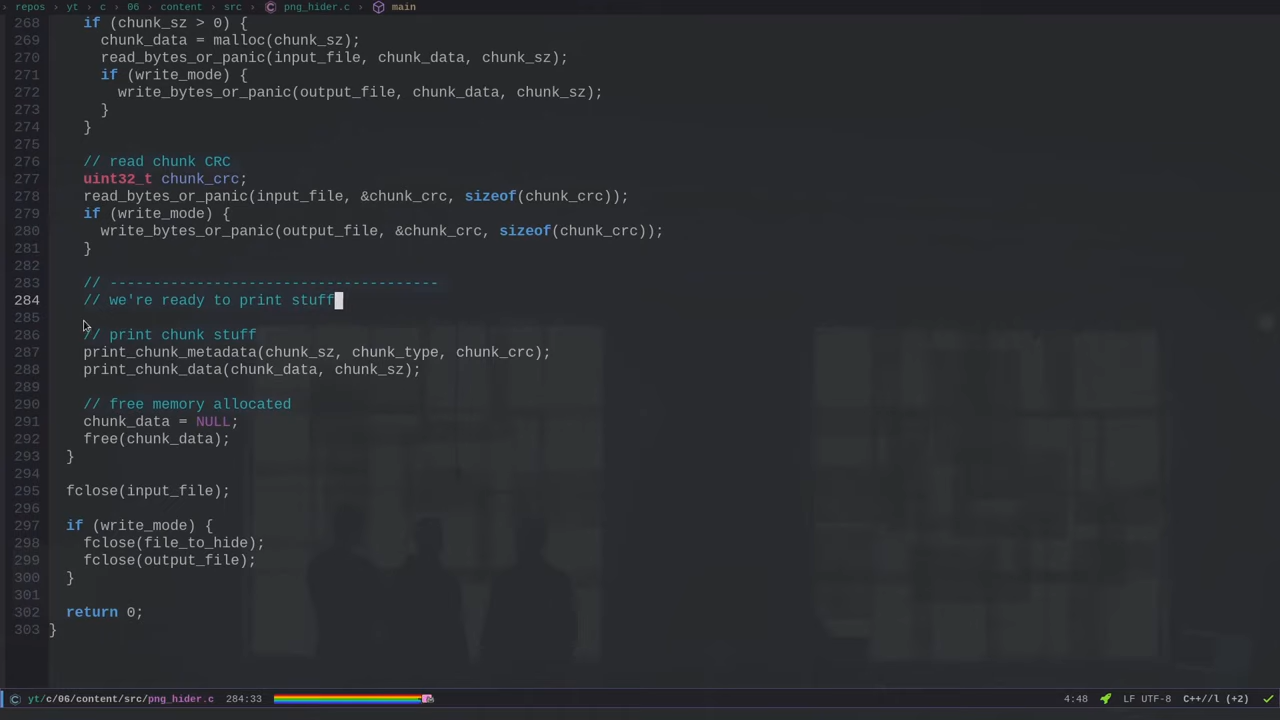 repos > yt > c > 06 > content > src > png_hider.c > main
268 if (chunk_sz > 0) {
269 chunk_data = malloc(chunk_sz);
270 read_bytes_or_panic(input_file, chunk_data, chunk_sz);
271 if (write_mode) {
272 write_bytes_or_panic(output_file, chunk_data, chunk_sz);
273 }
274 }
275
276 // read chunk CRC
277 uint32_t chunk_crc;
278 read_bytes_or_panic(input_file, &chunk_crc, sizeof(chunk_crc));
279 if (write_mode) {
280 write_bytes_or_panic(output_file, &chunk_crc, sizeof(chunk_crc));
281 }
282
283 // --------------------------------------
284 // we're ready to print stuff
285
286 // print chunk stuff
287 print_chunk_metadata(chunk_sz, chunk_type, chunk_crc);
288 print_chunk_data(chunk_data, chunk_sz);
289
290 // free memory allocated
291 chunk_data = NULL;
292 free(chunk_data);
293 }
294
295 fclose(input_file);
296
297 if (write_mode) {
298 fclose(file_to_hide);
299 fclose(output_file);
300 }
301
302 return 0;
303 }
yt/c/06/content/src/png_hider.c 284:33 4:48 LF UTF-8 C++//l (+2)